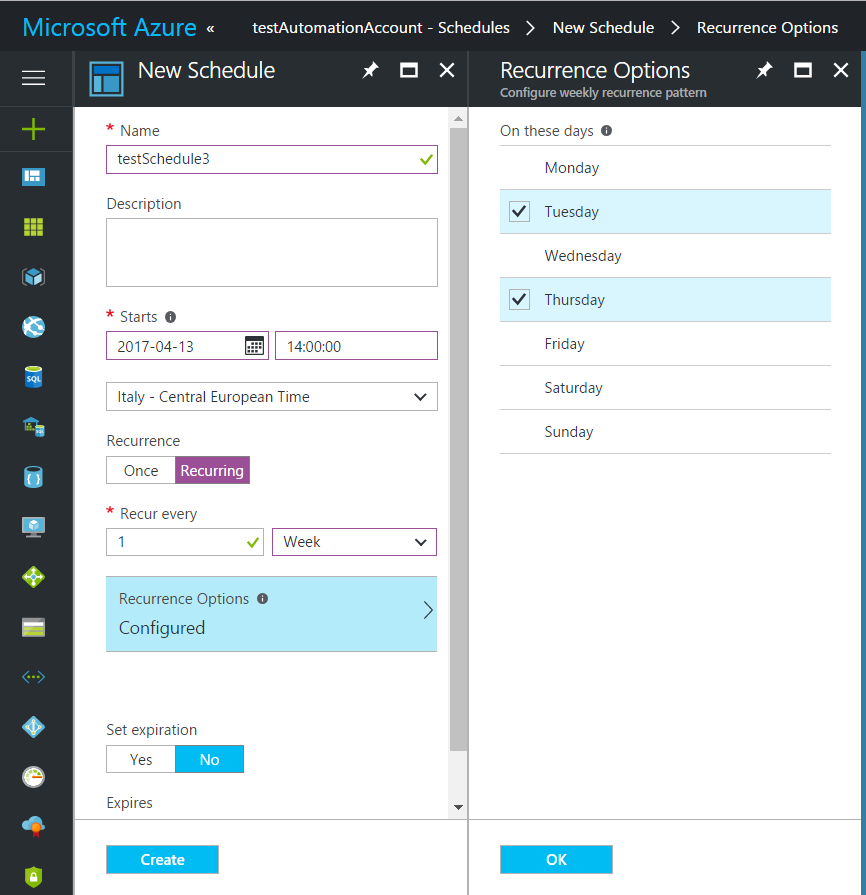 Microsoft Azure « testAutomationAccount - Schedules > New Schedule > Recurrence Options
New Schedule
* Name
testSchedule3
Description
* Starts
2017-04-13 14:00:00
Italy - Central European Time
Recurrence
Once Recurring
* Recur every
1 Week
Recurrence Options
Configured
Set expiration
Yes No
Expires
Create
Recurrence Options
Configure weekly recurrence pattern
On these days
Monday
Tuesday
Wednesday
Thursday
Friday
Saturday
Sunday
OK
SQL